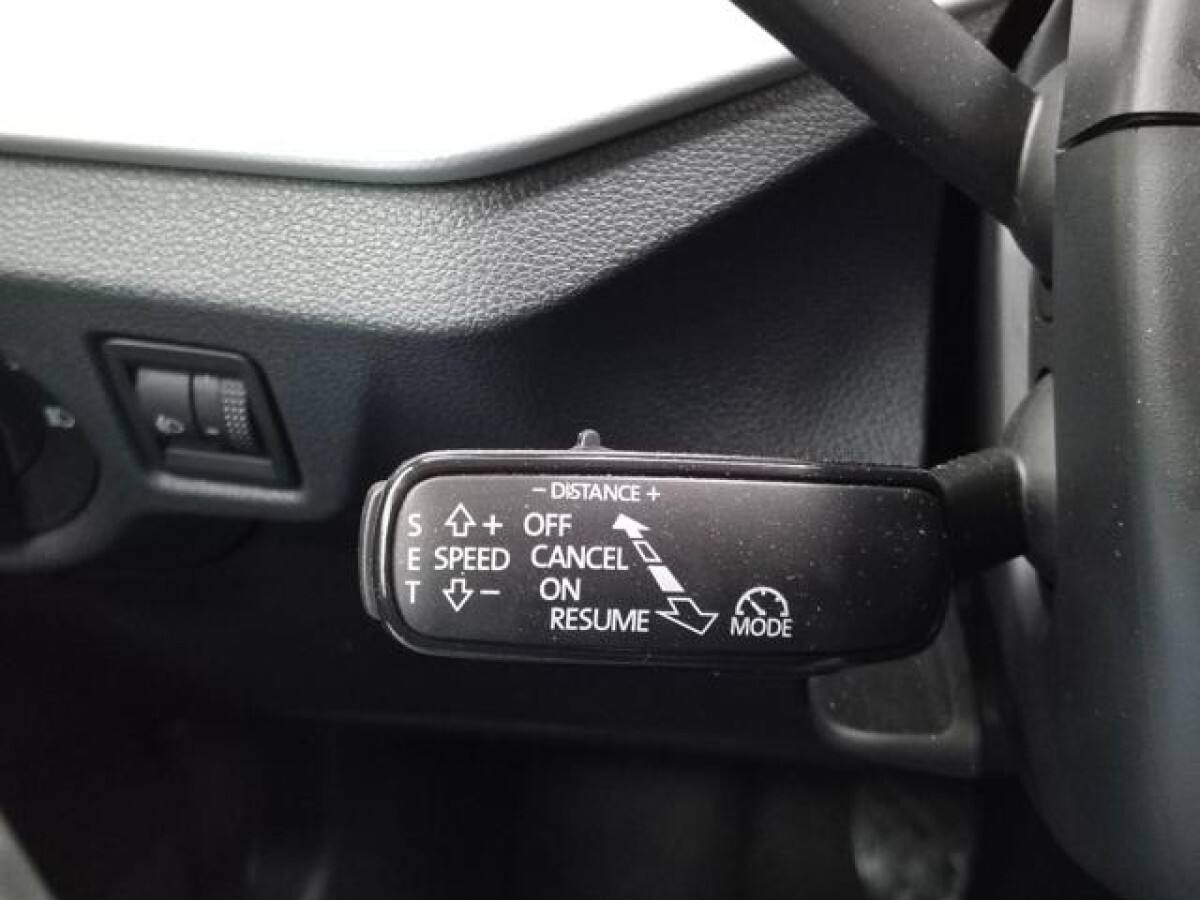 − DISTANCE +
S + OFF
E SPEED CANCEL
T − ON
RESUME MODE